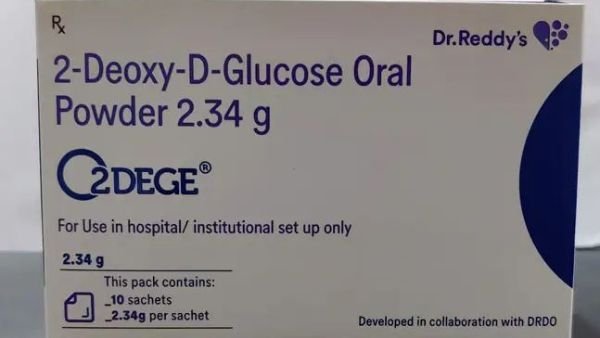 Rx
Dr.Reddy's
2-Deoxy-D-Glucose Oral
Powder 2.34 g
2DEGE®
For Use in hospital/ institutional set up only
2.34 g
This pack contains:
_10 sachets
_2.34g per sachet
Developed in collaboration with DRDO